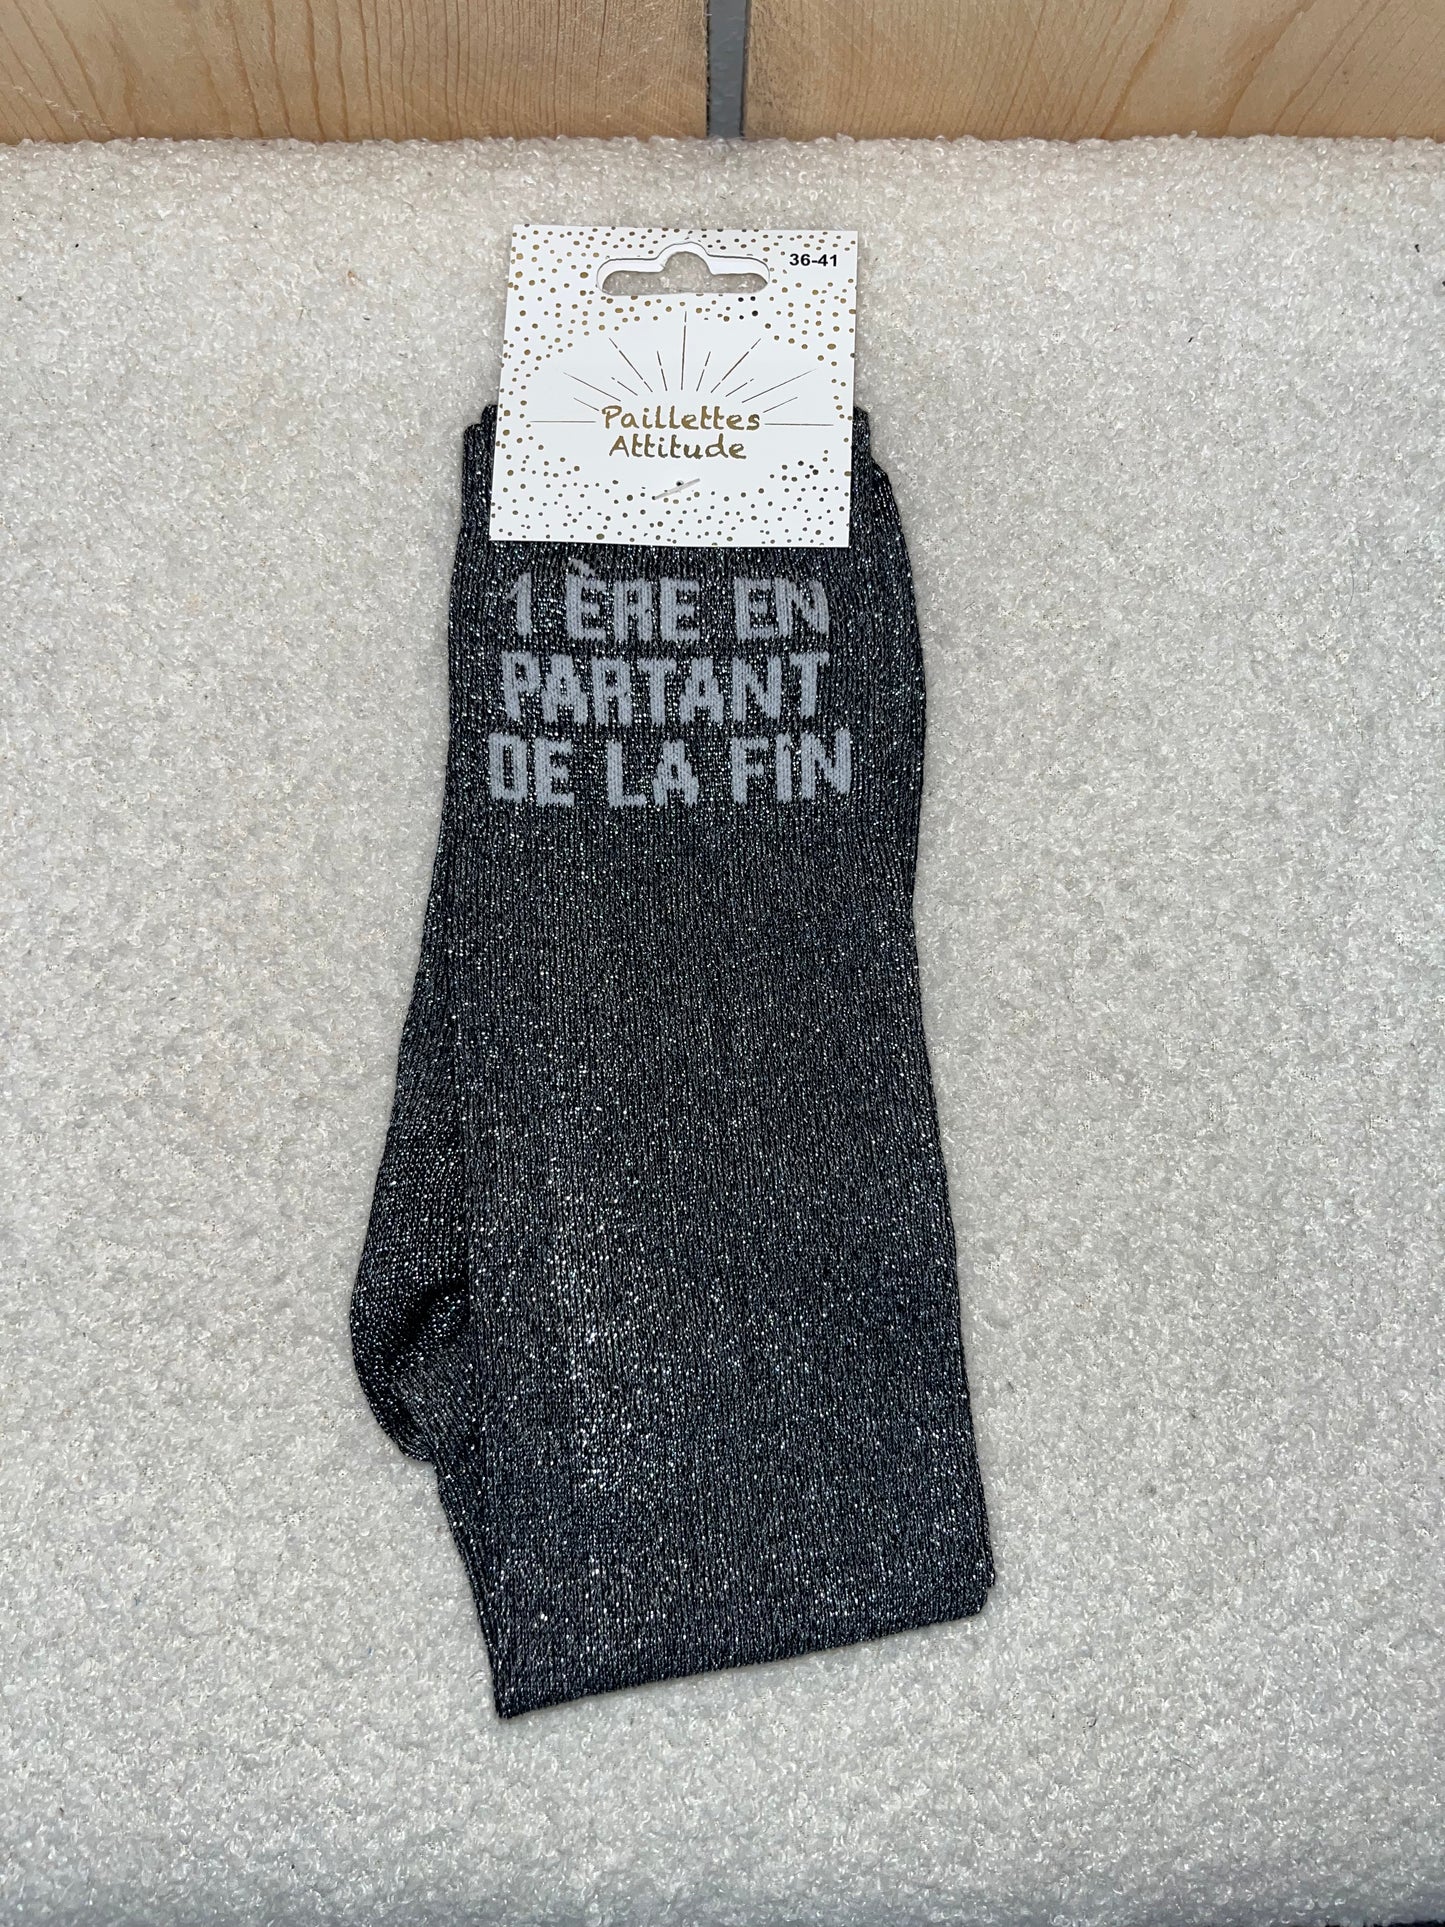 36-41
Paillettes
Attitude
1 ÈRE EN
PARTANT
DE LA FIN